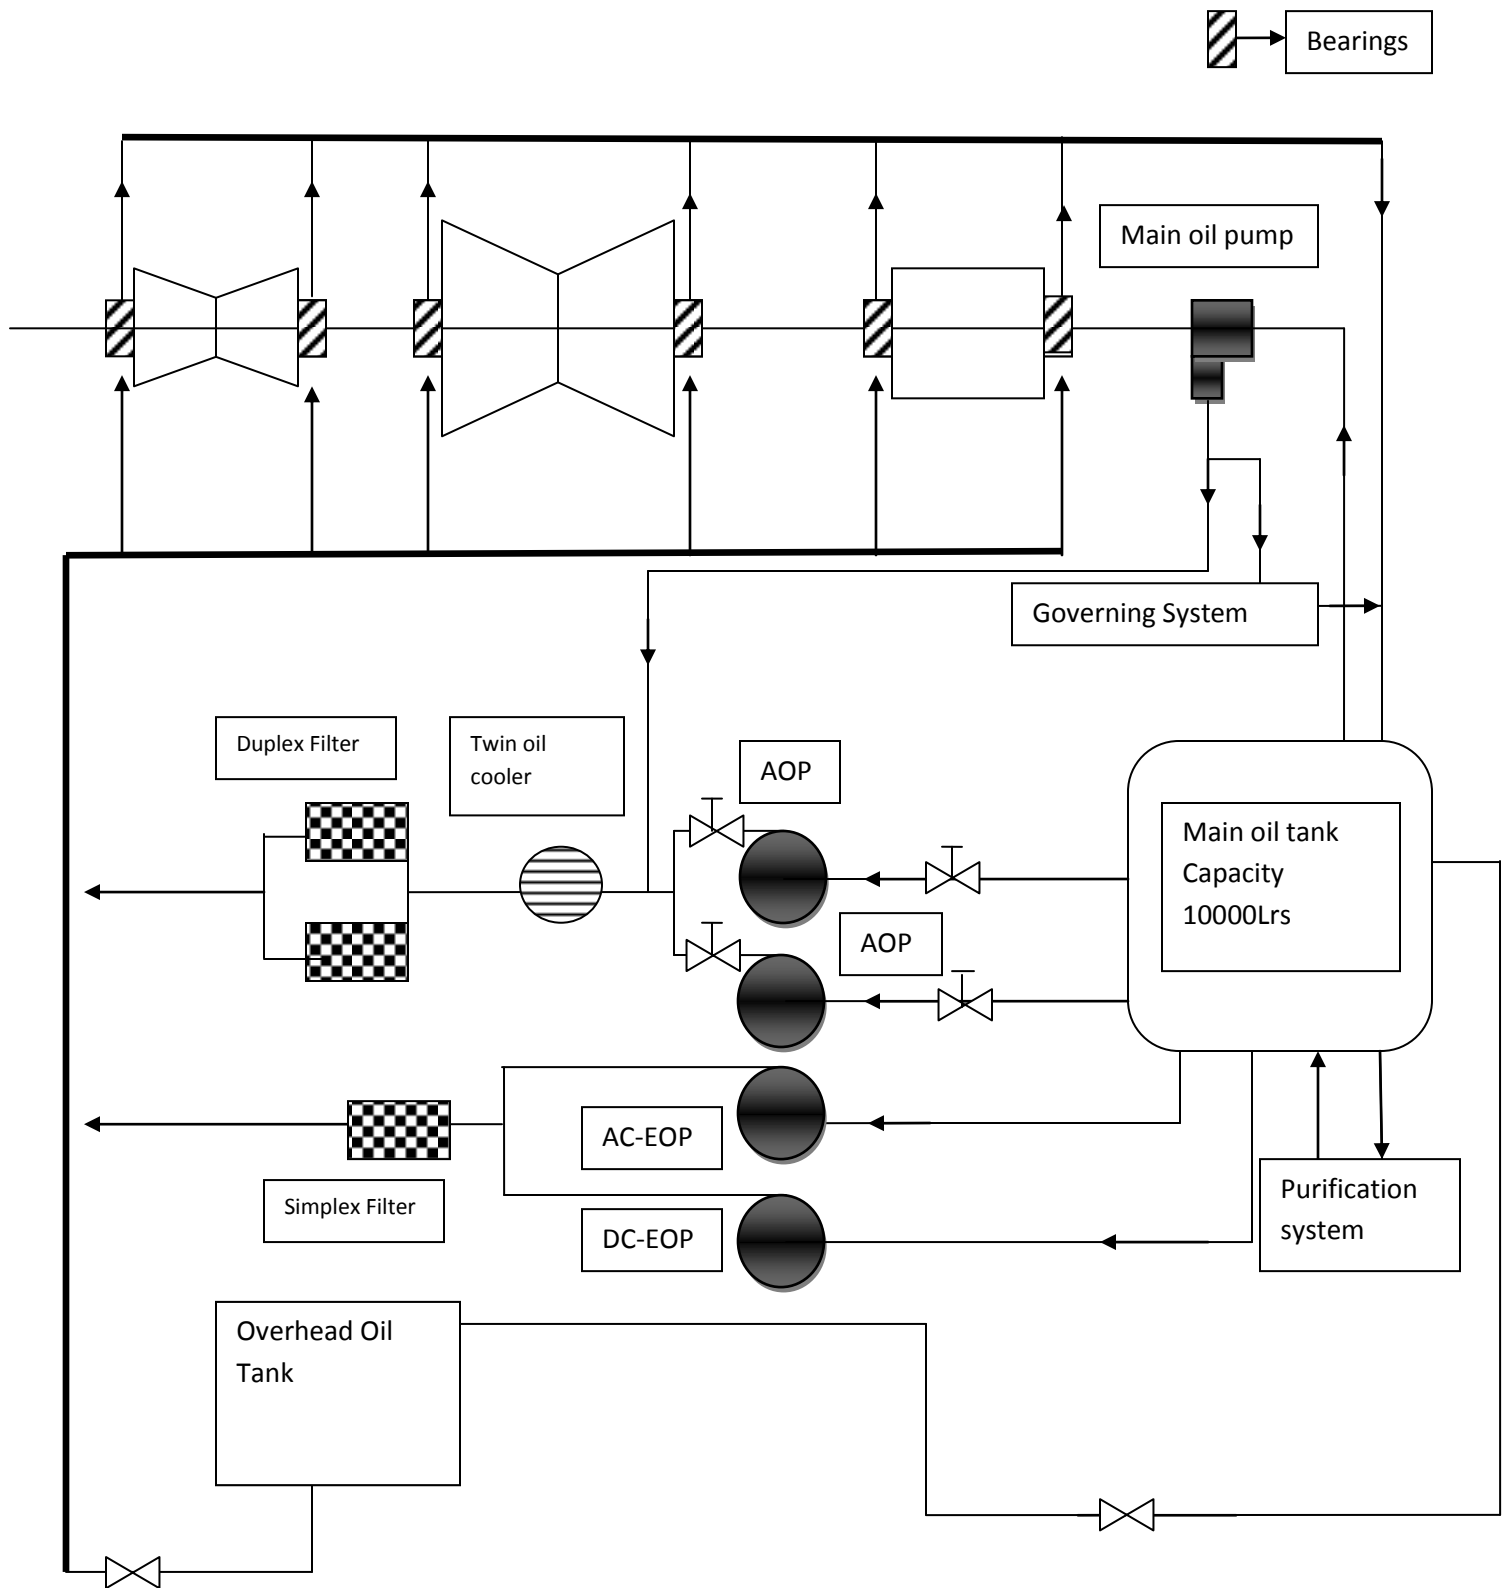 Bearings
Main oil pump
Governing System
Duplex Filter
Twin oil
cooler
AOP
Main oil tank
Capacity
10000Lrs
AOP
AC-EOP
Simplex Filter
DC-EOP
Purification
system
Overhead Oil
Tank